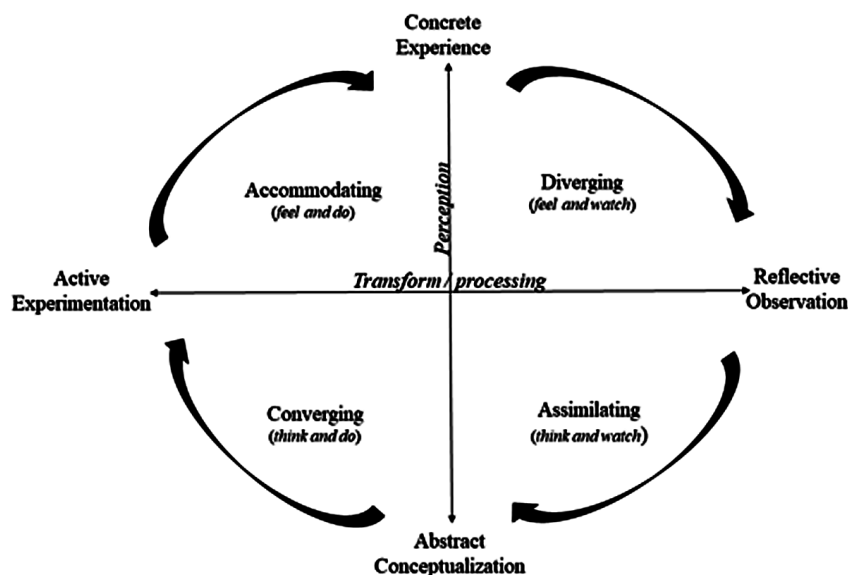 Concrete
Experience
Perception
Accommodating
(feel and do)
Diverging
(feel and watch)
Active
Experimentation
Transform / processing
Reflective
Observation
Converging
(think and do)
Assimilating
(think and watch)
Abstract
Conceptualization